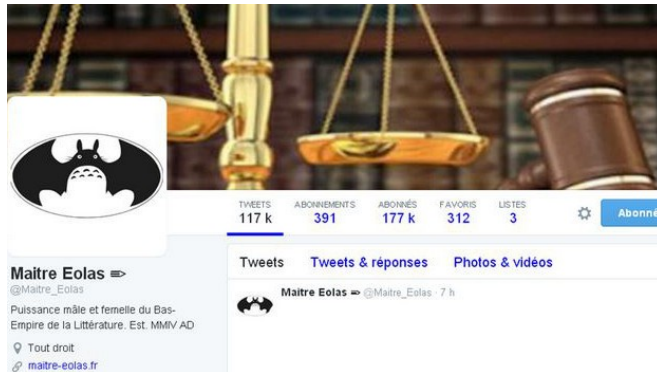 TWEETS ABONNEMENTS ABONNÉS FAVORIS LISTES
117 k 391 177 k 312 3
Abonné
Tweets Tweets & réponses Photos & vidéos
Maitre Eolas @Maitre_Eolas · 7 h
Maitre Eolas
@Maitre_Eolas
Puissance mâle et femelle du Bas-
Empire de la Littérature. Est. MMIV AD
Tout droit
maitre-eolas.fr